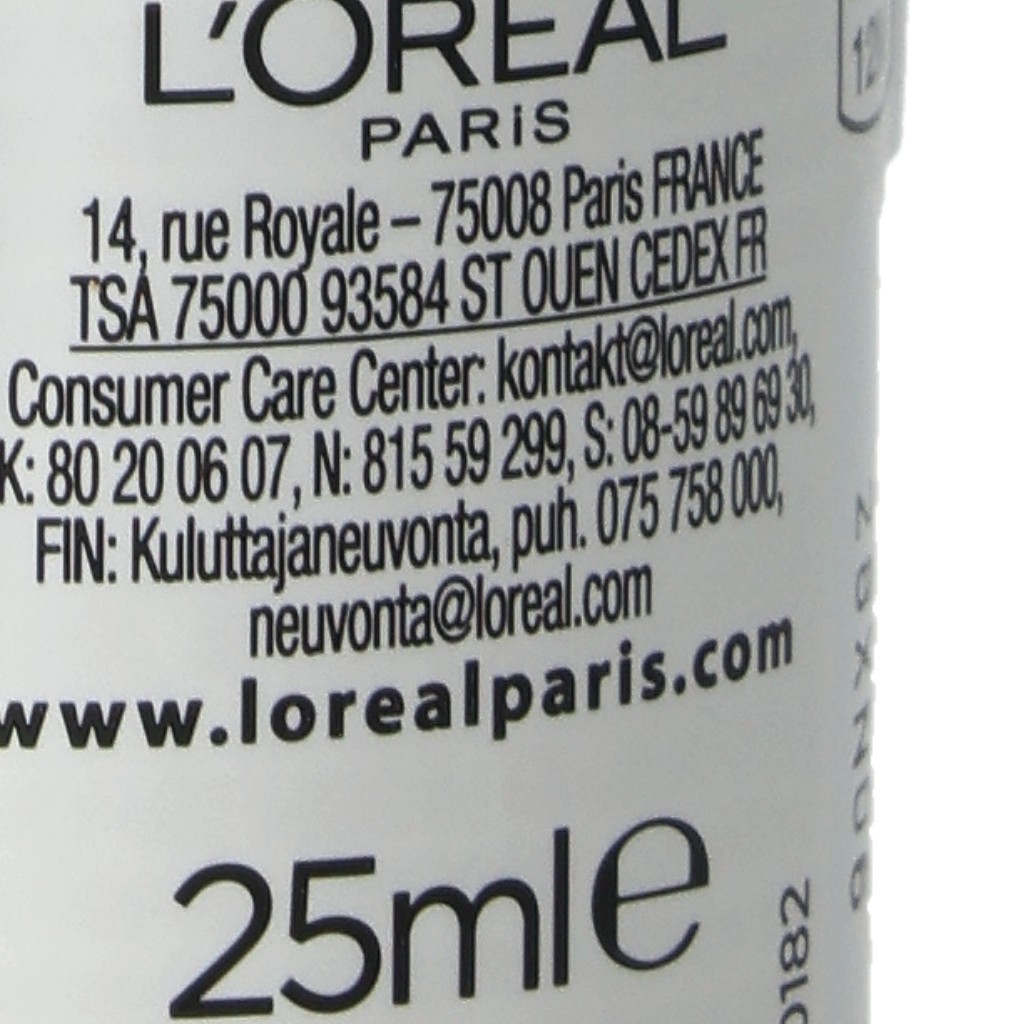 L'ORÉAL
PARiS
14, rue Royale – 75008 Paris FRANCE
TSA 75000 93584 ST OUEN CEDEX FR
Consumer Care Center: kontakt@loreal.com,
K: 80 20 06 07, N: 815 59 299, S: 08-59 89 69 30,
FIN: Kuluttajaneuvonta, puh. 075 758 000,
neuvonta@loreal.com
www.lorealparis.com
25ml e
0182